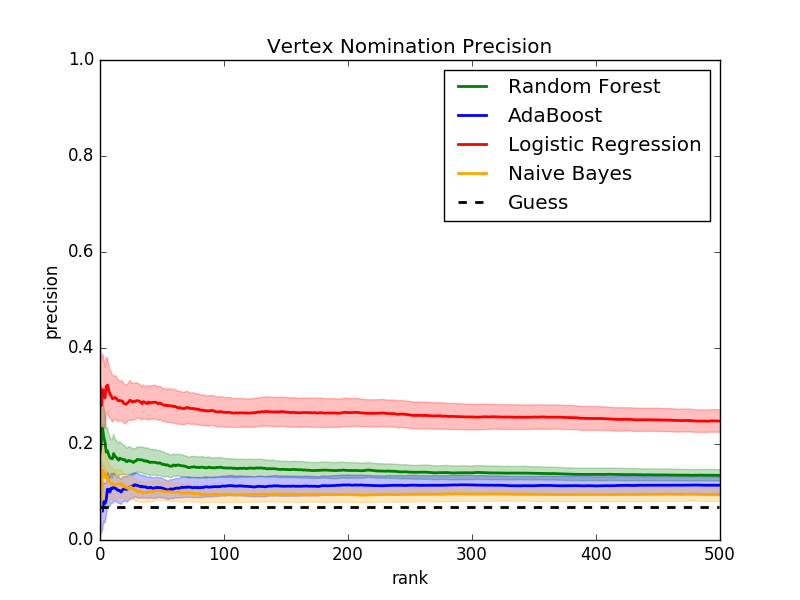 Vertex Nomination Precision
1.0
0.8
0.6
0.4
0.2
0.0
precision
Random Forest
AdaBoost
Logistic Regression
Naive Bayes
Guess
0
100
200
300
400
500
rank